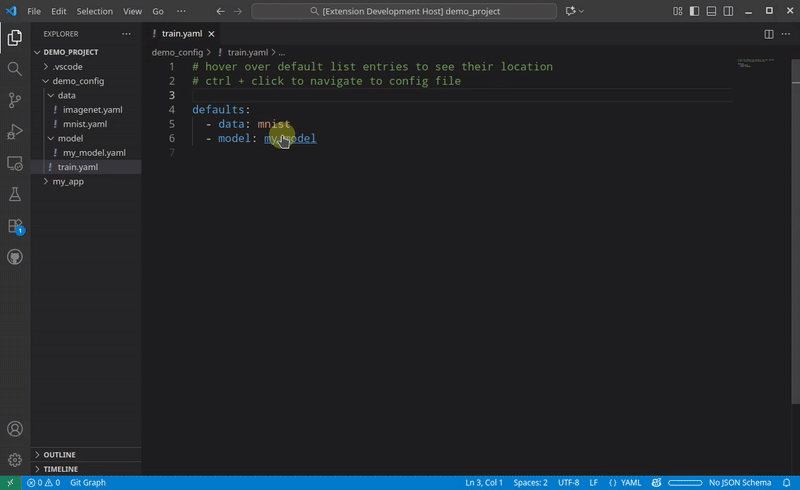 File Edit Selection View Go ··· [Extension Development Host] demo_project
EXPLORER ···
DEMO_PROJECT
.vscode
demo_config
data
! imagenet.yaml
! mnist.yaml
model
! my_model.yaml
! train.yaml
my_app
OUTLINE
TIMELINE
1
! train.yaml
demo_config > ! train.yaml > ...
1 # hover over default list entries to see their location
2 # ctrl + click to navigate to config file
3
4 defaults:
5 - data: mnist
6 - model: my_model
7
0 0 Git Graph Ln 3, Col 1 Spaces: 2 UTF-8 LF {} YAML No JSON Schema